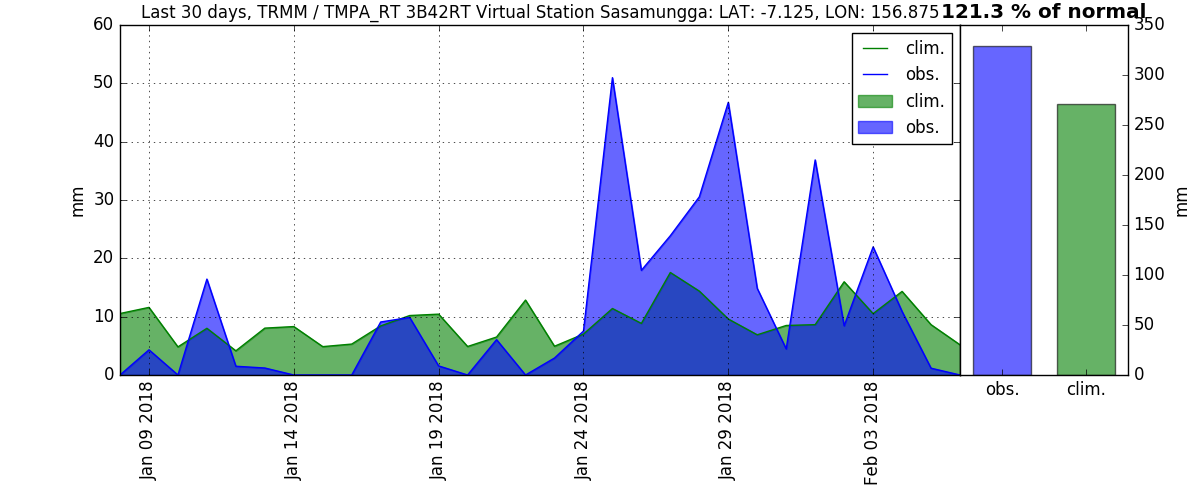 Last 30 days, TRMM / TMPA_RT 3B42RT Virtual Station Sasamungga: LAT: -7.125, LON: 156.875
121.3 % of normal
60
50
40
30
20
10
0
mm
clim.
obs.
clim.
obs.
Jan 09 2018
Jan 14 2018
Jan 19 2018
Jan 24 2018
Jan 29 2018
Feb 03 2018
350
300
250
200
150
100
50
0
mm
obs.
clim.